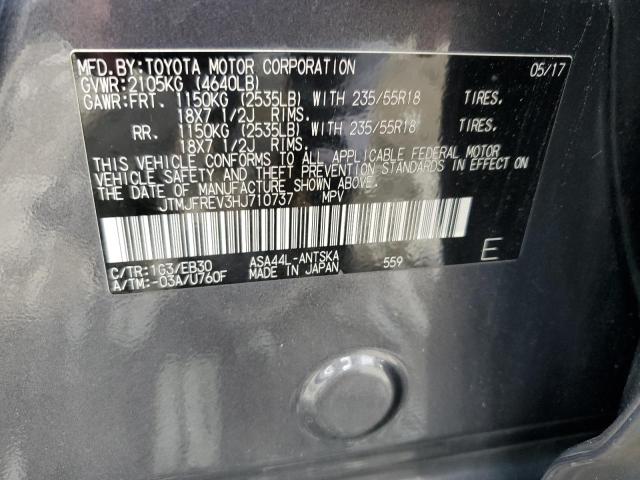 MFD.BY:TOYOTA MOTOR CORPORATION 05/17
GVWR:2105KG (4640LB)
GAWR:FRT. 1150KG (2535LB) WITH 235/55R18 TIRES.
18X7 1/2J RIMS.
RR. 1150KG (2535LB) WITH 235/55R18 TIRES.
18X7 1/2J RIMS.
THIS VEHICLE CONFORMS TO ALL APPLICABLE FEDERAL MOTOR
VEHICLE SAFETY AND THEFT PREVENTION STANDARDS IN EFFECT ON
THE DATE OF MANUFACTURE SHOWN ABOVE.
JTMJFREV3HJ710737 MPV
C/TR:1G3/EB30 ASA44L-ANTSKA 559 E
A/TM:-03A/U760F MADE IN JAPAN